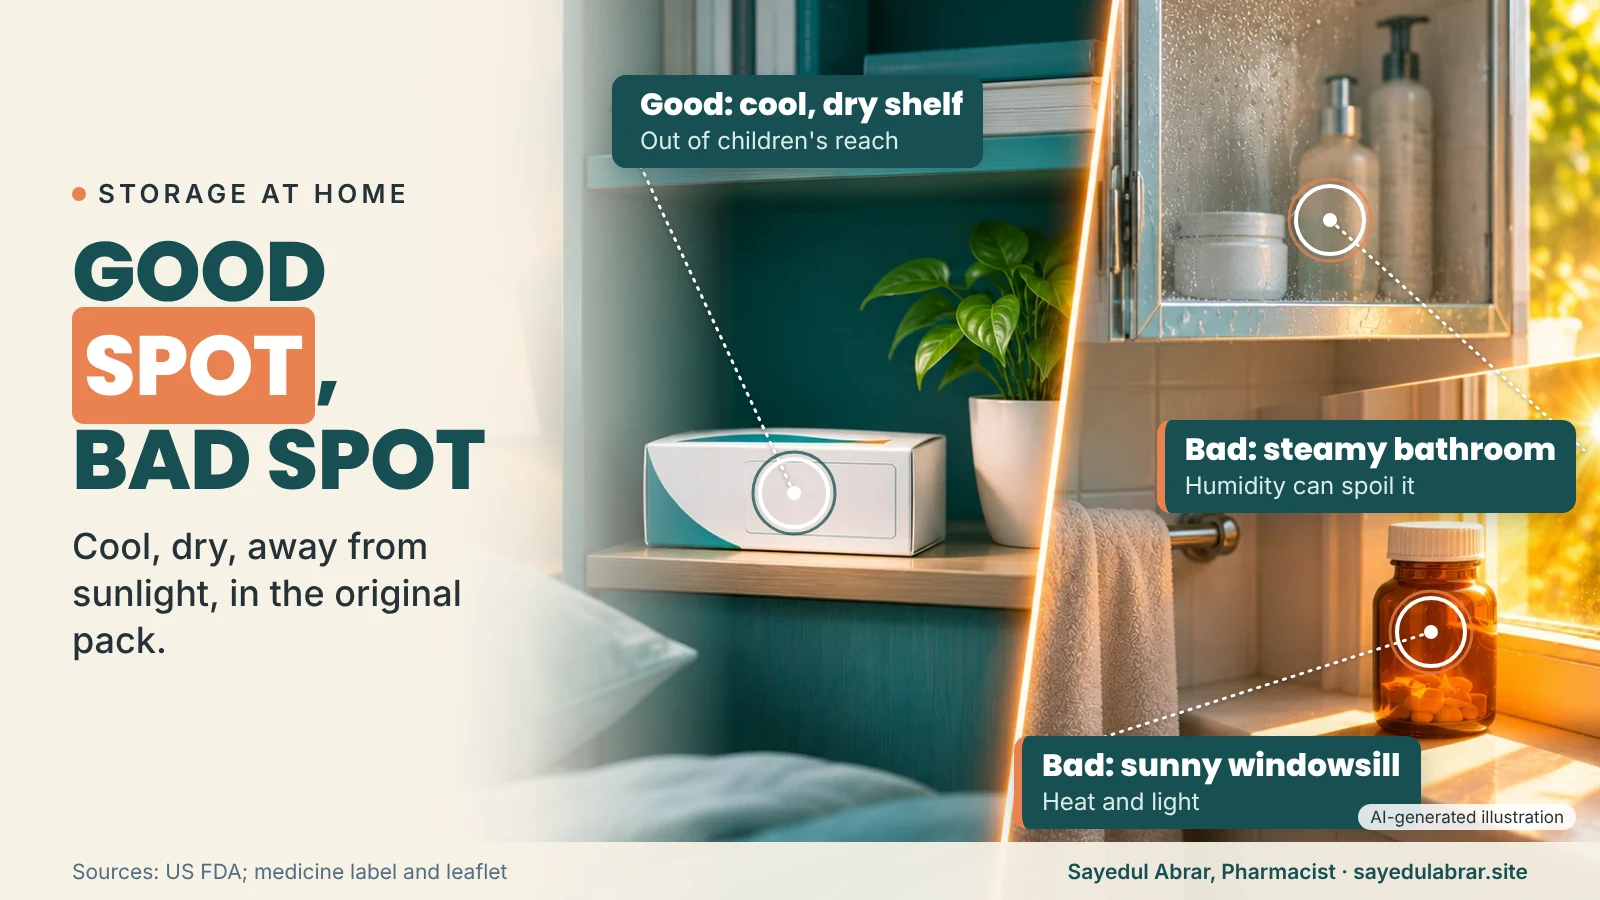 STORAGE AT HOME
GOOD
SPOT,
BAD SPOT
Cool, dry, away from
sunlight, in the original
pack.
Good: cool, dry shelf
Out of children's reach
Bad: steamy bathroom
Humidity can spoil it
Bad: sunny windowsill
Heat and light
AI-generated illustration
Sources: US FDA; medicine label and leaflet
Sayedul Abrar, Pharmacist · sayedulabrar.site